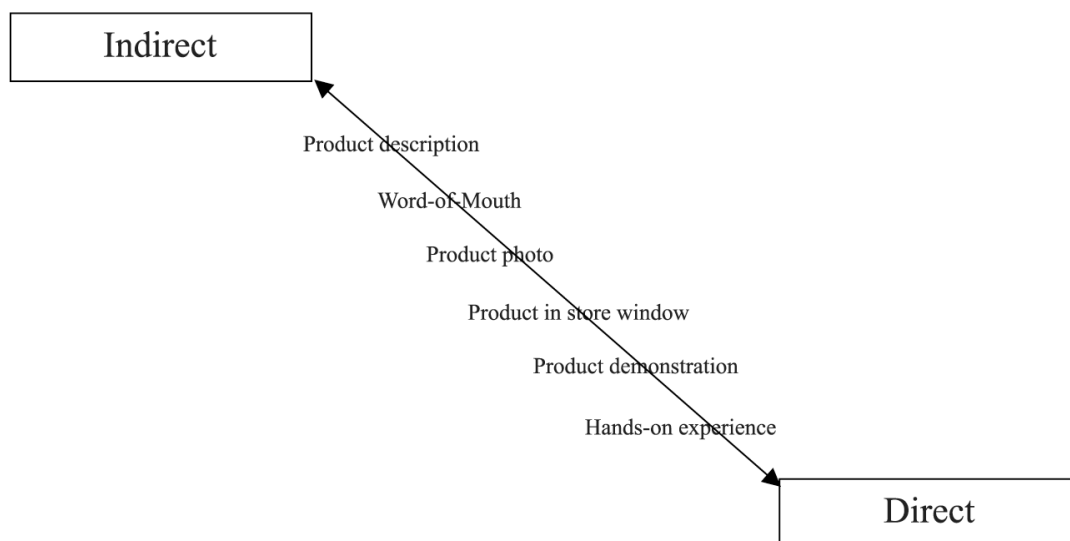 Indirect
Product description
Word-of-Mouth
Product photo
Product in store window
Product demonstration
Hands-on experience
Direct